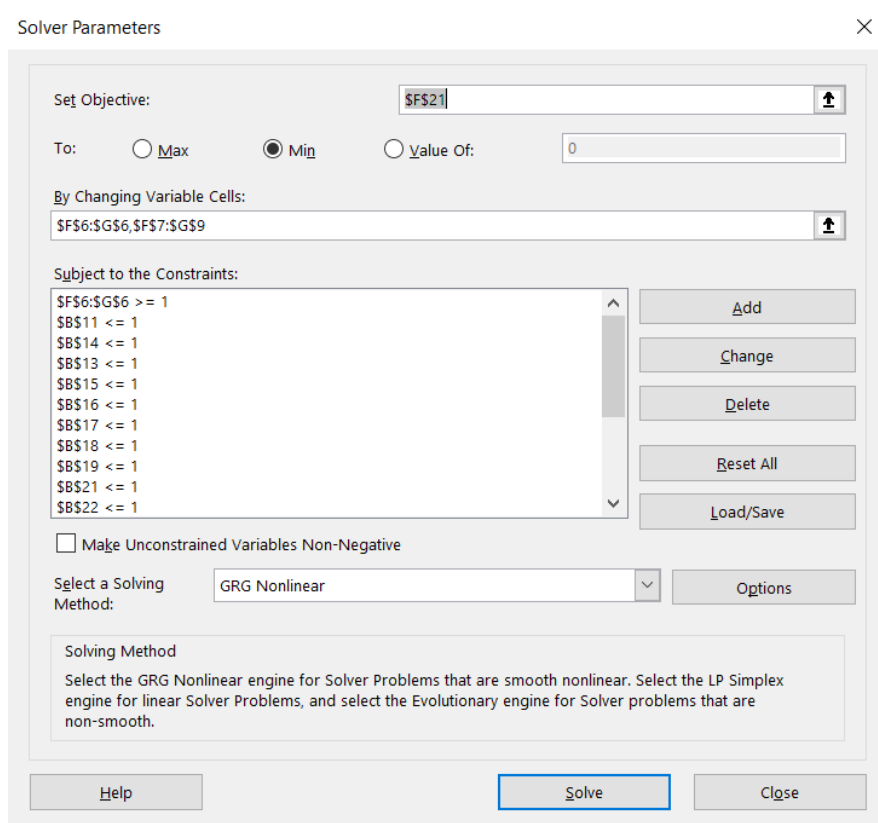 Solver Parameters
Set Objective:
$F$21
To:
Max
Min
Value Of:
0
By Changing Variable Cells:
$F$6:$G$6,$F$7:$G$9
Subject to the Constraints:
$F$6:$G$6 >= 1
$B$11 <= 1
$B$14 <= 1
$B$13 <= 1
$B$15 <= 1
$B$16 <= 1
$B$17 <= 1
$B$18 <= 1
$B$19 <= 1
$B$21 <= 1
$B$22 <= 1
Add
Change
Delete
Reset All
Load/Save
Make Unconstrained Variables Non-Negative
Select a Solving
Method:
GRG Nonlinear
Options
Solving Method
Select the GRG Nonlinear engine for Solver Problems that are smooth nonlinear. Select the LP Simplex
engine for linear Solver Problems, and select the Evolutionary engine for Solver problems that are
non-smooth.
Help
Solve
Close